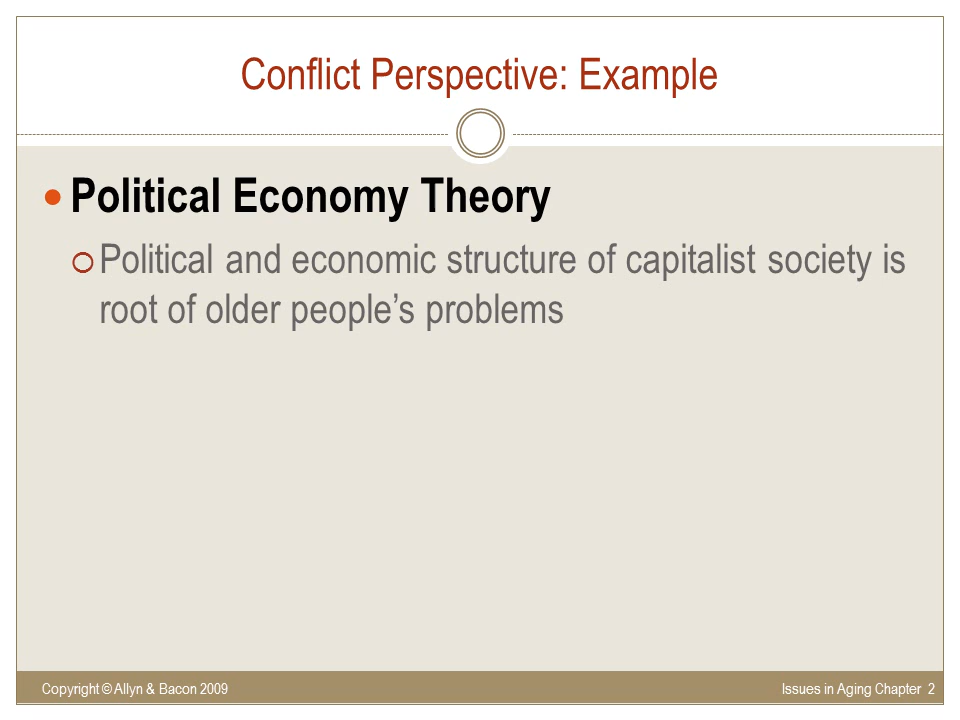 Conflict Perspective: Example
Political Economy Theory
Political and economic structure of capitalist society is
root of older people’s problems
Copyright © Allyn & Bacon 2009
Issues in Aging Chapter 2